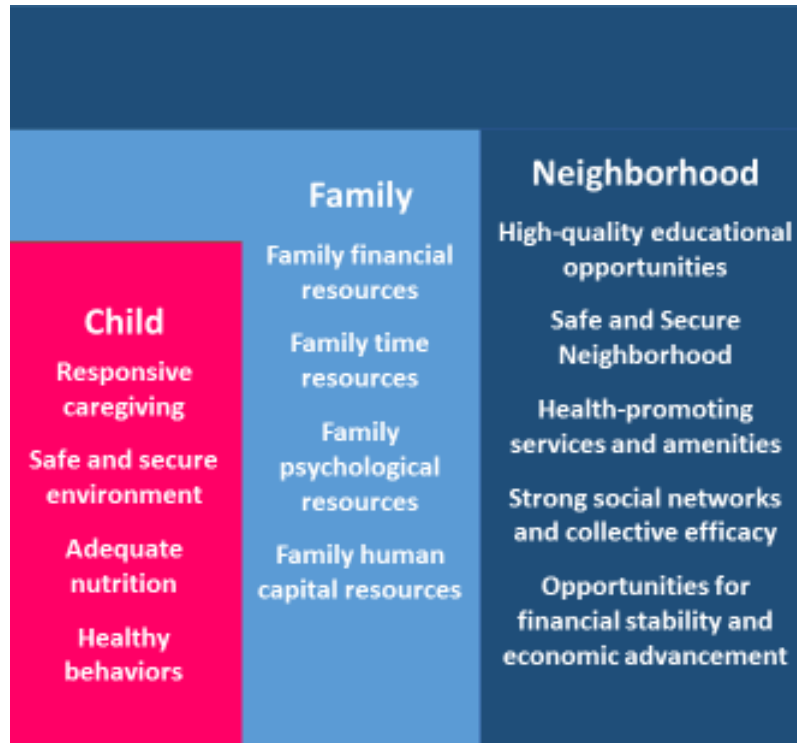 Child
Responsive
caregiving
Safe and secure
environment
Adequate
nutrition
Healthy
behaviors
Family
Family financial
resources
Family time
resources
Family
psychological
resources
Family human
capital resources
Neighborhood
High-quality educational
opportunities
Safe and Secure
Neighborhood
Health-promoting
services and amenities
Strong social networks
and collective efficacy
Opportunities for
financial stability and
economic advancement